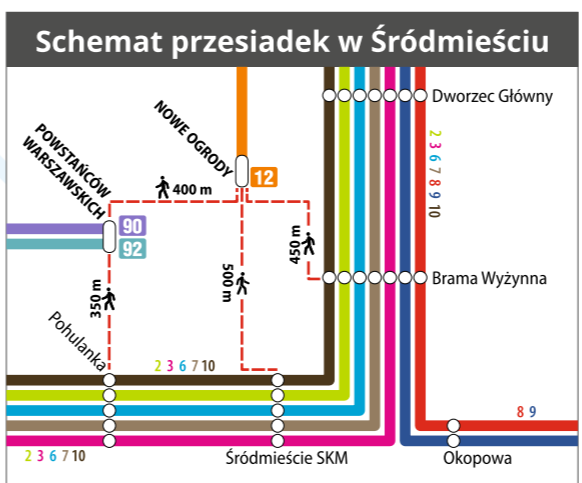 Schemat przesiadek w Śródmieściu
Dworzec Główny
NOWE OGRODY
12
POWSTAŃCÓW
WARSZAWSKICH
90
92
400 m
2 3 6 7 8 9 10
450 m
500 m
350 m
Brama Wyżynna
Pohulanka
2 3 6 7 10
8 9
2 3 6 7 10
Śródmieście SKM
Okopowa